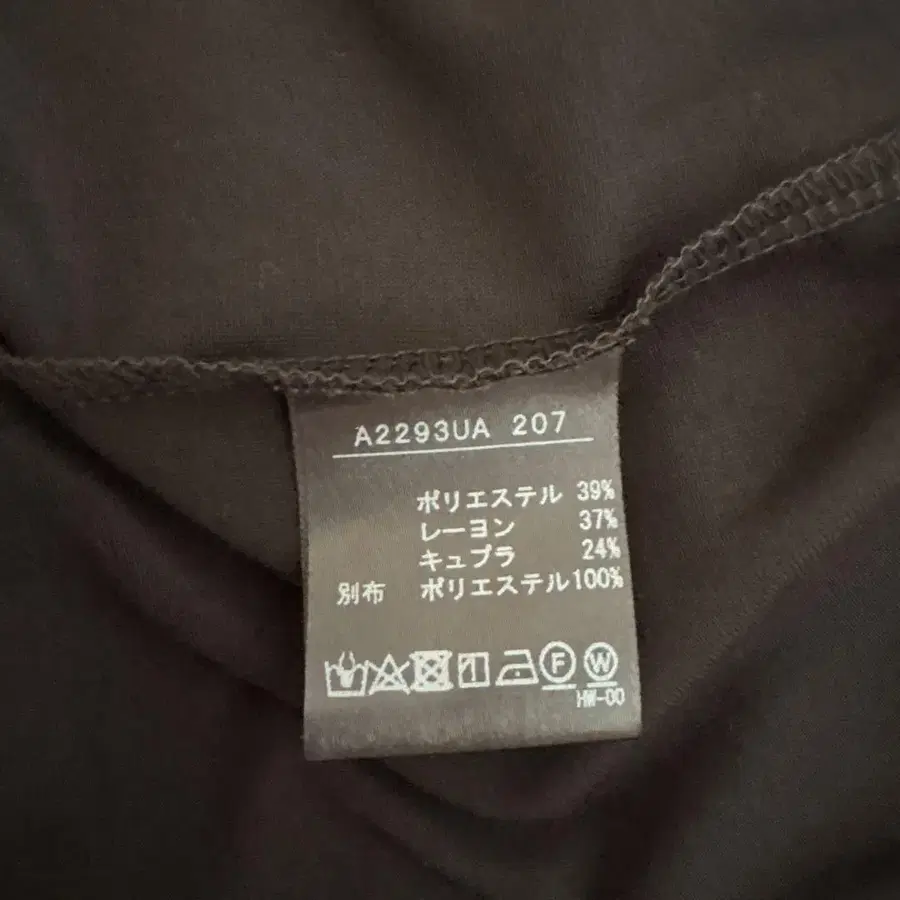 A2293UA 207
ポリエステル 39%
レーヨン 37%
キュプラ 24%
別布 ポリエステル100%
F W
HW-00